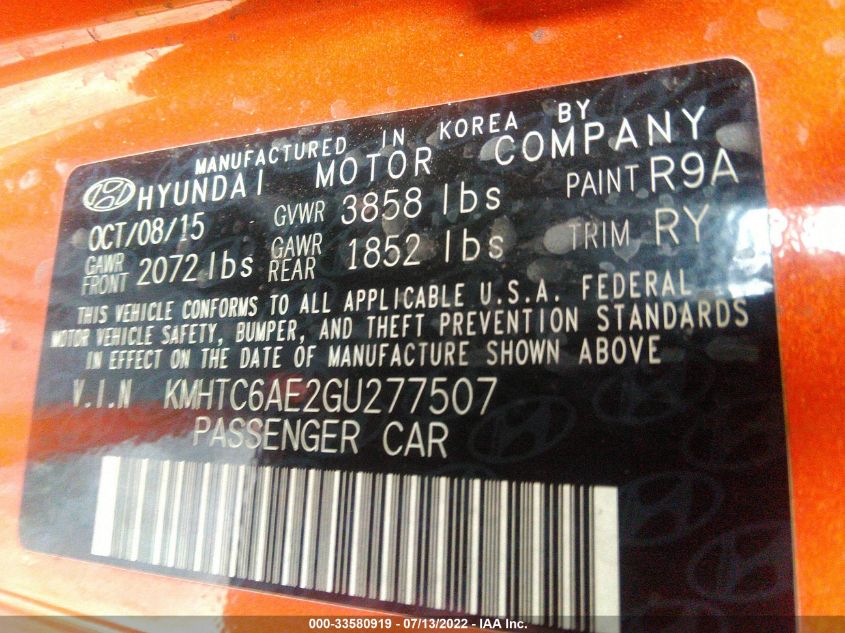 MANUFACTURED IN KOREA BY
HYUNDAI MOTOR COMPANY
OCT/08/15 GVWR 3858 lbs PAINT R9A
GAWR FRONT 2072 lbs GAWR REAR 1852 lbs TRIM RY
THIS VEHICLE CONFORMS TO ALL APPLICABLE U.S.A. FEDERAL
MOTOR VEHICLE SAFETY, BUMPER, AND THEFT PREVENTION STANDARDS
IN EFFECT ON THE DATE OF MANUFACTURE SHOWN ABOVE
V.I.N KMHTC6AE2GU277507
PASSENGER CAR
000-33580919 - 07/13/2022 - IAA Inc.